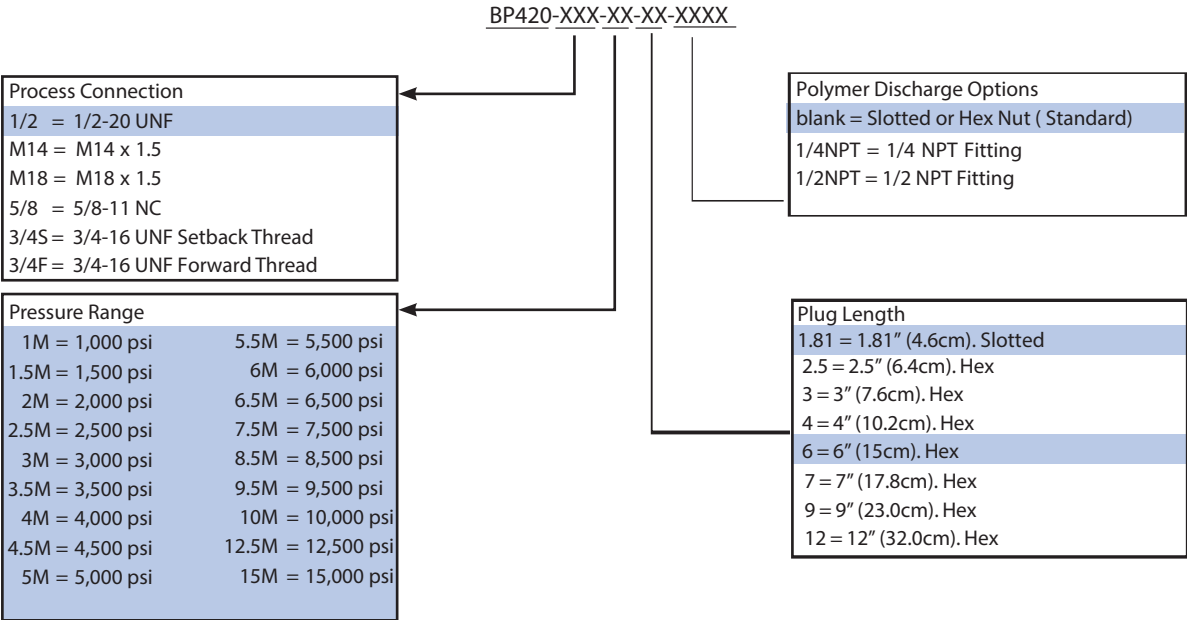 BP420-XXX-XX-XX-XXXX
Process Connection
1/2 = 1/2-20 UNF
M14 = M14 x 1.5
M18 = M18 x 1.5
5/8 = 5/8-11 NC
3/4S = 3/4-16 UNF Setback Thread
3/4F = 3/4-16 UNF Forward Thread
Pressure Range
1M = 1,000 psi
1.5M = 1,500 psi
2M = 2,000 psi
2.5M = 2,500 psi
3M = 3,000 psi
3.5M = 3,500 psi
4M = 4,000 psi
4.5M = 4,500 psi
5M = 5,000 psi
5.5M = 5,500 psi
6M = 6,000 psi
6.5M = 6,500 psi
7.5M = 7,500 psi
8.5M = 8,500 psi
9.5M = 9,500 psi
10M = 10,000 psi
12.5M = 12,500 psi
15M = 15,000 psi
Polymer Discharge Options
blank = Slotted or Hex Nut ( Standard)
1/4NPT = 1/4 NPT Fitting
1/2NPT = 1/2 NPT Fitting
Plug Length
1.81 = 1.81" (4.6cm). Slotted
2.5 = 2.5" (6.4cm). Hex
3 = 3" (7.6cm). Hex
4 = 4" (10.2cm). Hex
6 = 6" (15cm). Hex
7 = 7" (17.8cm). Hex
9 = 9" (23.0cm). Hex
12 = 12" (32.0cm). Hex